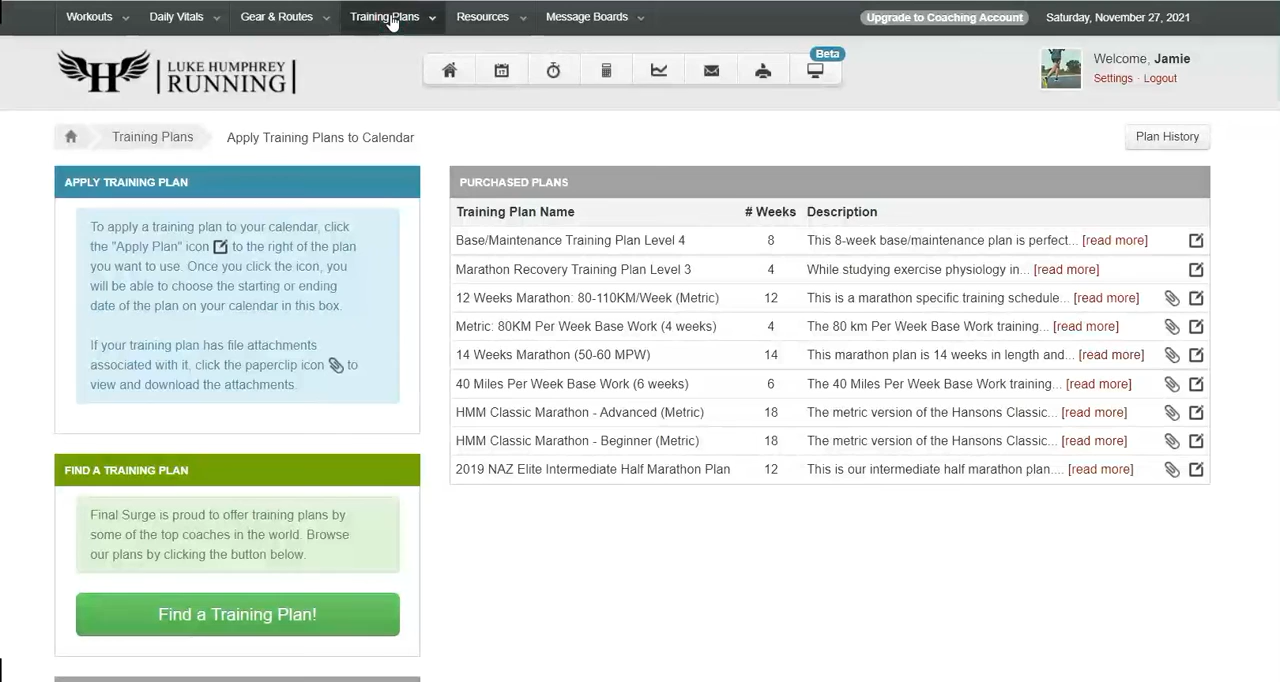 Workouts Daily Vitals Gear & Routes Training Plans Resources Message Boards Upgrade to Coaching Account Saturday, November 27, 2021
H LUKE HUMPHREY
RUNNING
Beta
Welcome, Jamie
Settings - Logout
Training Plans Apply Training Plans to Calendar Plan History
APPLY TRAINING PLAN
To apply a training plan to your calendar, click
the "Apply Plan" icon to the right of the plan
you want to use. Once you click the icon, you
will be able to choose the starting or ending
date of the plan on your calendar in this box.
If your training plan has file attachments
associated with it, click the paperclip icon to
view and download the attachments.
FIND A TRAINING PLAN
Final Surge is proud to offer training plans by
some of the top coaches in the world. Browse
our plans by clicking the button below.
Find a Training Plan!
PURCHASED PLANS
Training Plan Name # Weeks Description
Base/Maintenance Training Plan Level 4 8 This 8-week base/maintenance plan is perfect... [read more]
Marathon Recovery Training Plan Level 3 4 While studying exercise physiology in... [read more]
12 Weeks Marathon: 80-110KM/Week (Metric) 12 This is a marathon specific training schedule... [read more]
Metric: 80KM Per Week Base Work (4 weeks) 4 The 80 km Per Week Base Work training... [read more]
14 Weeks Marathon (50-60 MPW) 14 This marathon plan is 14 weeks in length and... [read more]
40 Miles Per Week Base Work (6 weeks) 6 The 40 Miles Per Week Base Work training... [read more]
HMM Classic Marathon - Advanced (Metric) 18 The metric version of the Hansons Classic... [read more]
HMM Classic Marathon - Beginner (Metric) 18 The metric version of the Hansons Classic... [read more]
2019 NAZ Elite Intermediate Half Marathon Plan 12 This is our intermediate half marathon plan.... [read more]